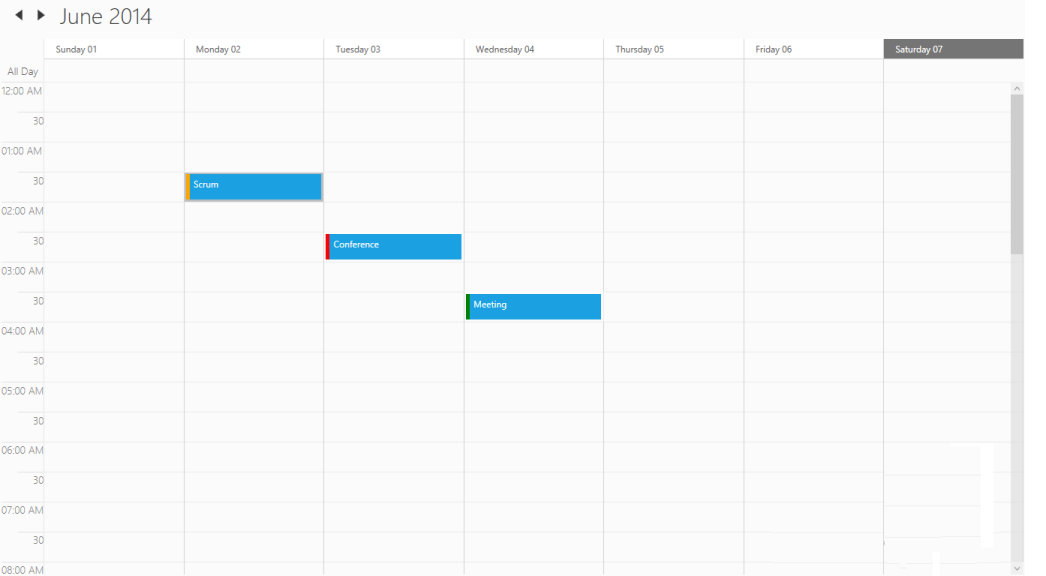 June 2014
Sunday 01 Monday 02 Tuesday 03 Wednesday 04 Thursday 05 Friday 06 Saturday 07
All Day
12:00 AM
30
01:00 AM
30
Scrum
02:00 AM
30
Conference
03:00 AM
30
Meeting
04:00 AM
30
05:00 AM
30
06:00 AM
30
07:00 AM
30
08:00 AM